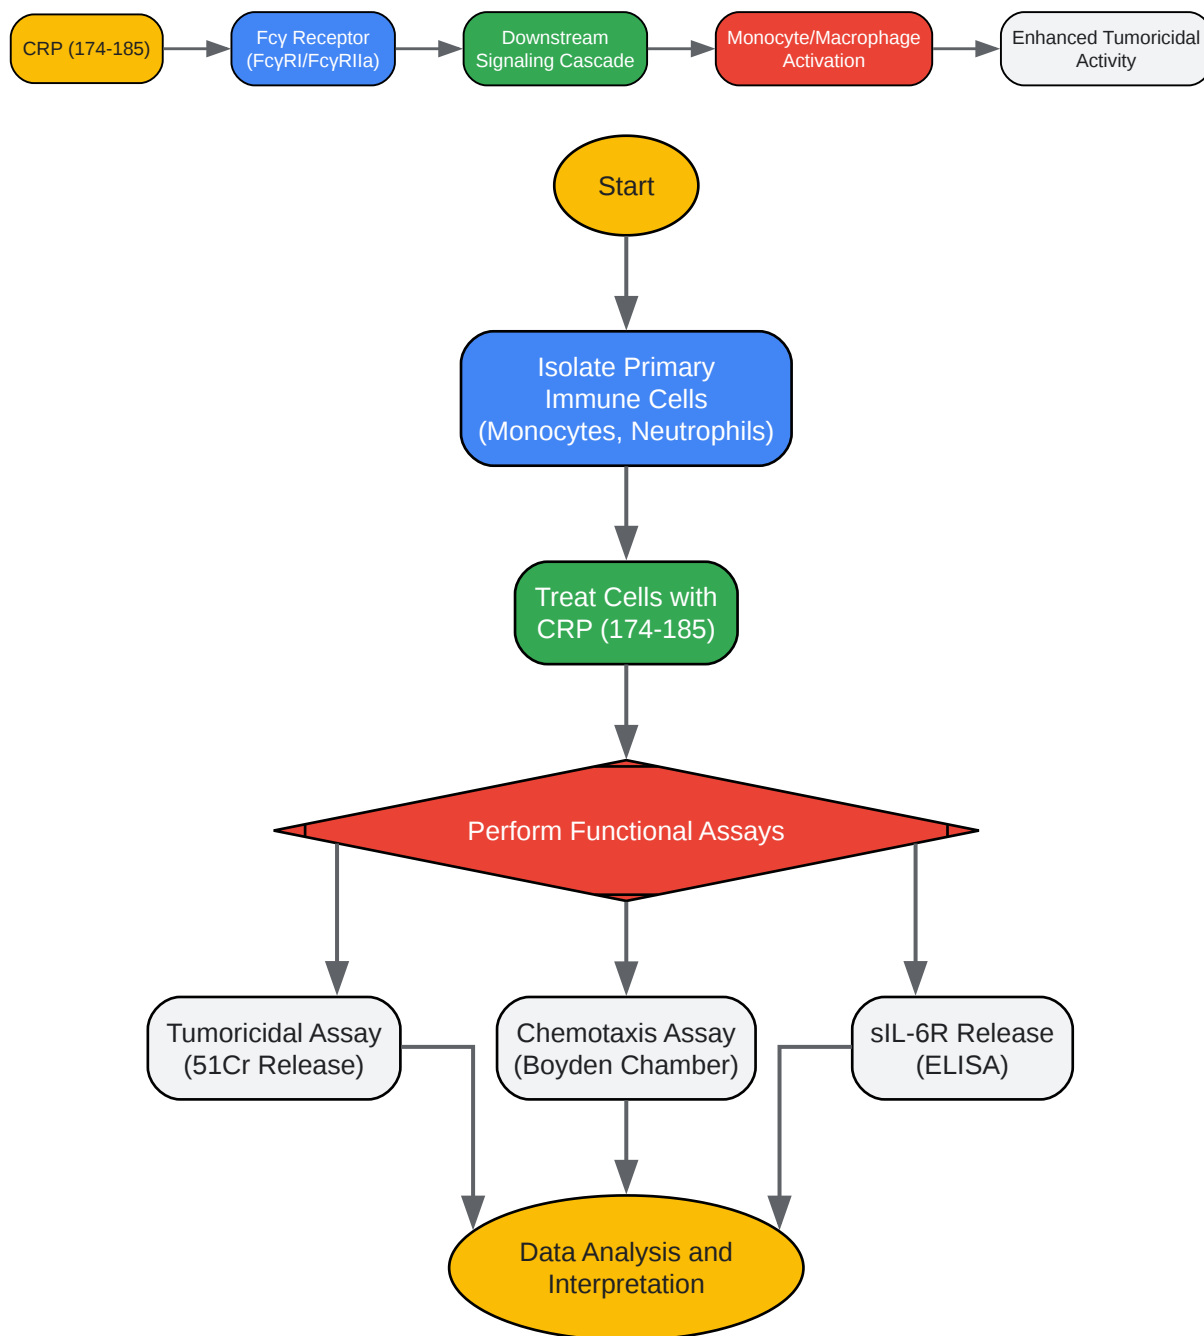 CRP (174-185)
Fcγ Receptor
(FcγRI/FcγRIIa)
Downstream
Signaling Cascade
Monocyte/Macrophage
Activation
Enhanced Tumoricidal
Activity
Start
Isolate Primary
Immune Cells
(Monocytes, Neutrophils)
Treat Cells with
CRP (174-185)
Perform Functional Assays
Tumoricidal Assay
(51Cr Release)
Chemotaxis Assay
(Boyden Chamber)
sIL-6R Release
(ELISA)
Data Analysis and
Interpretation